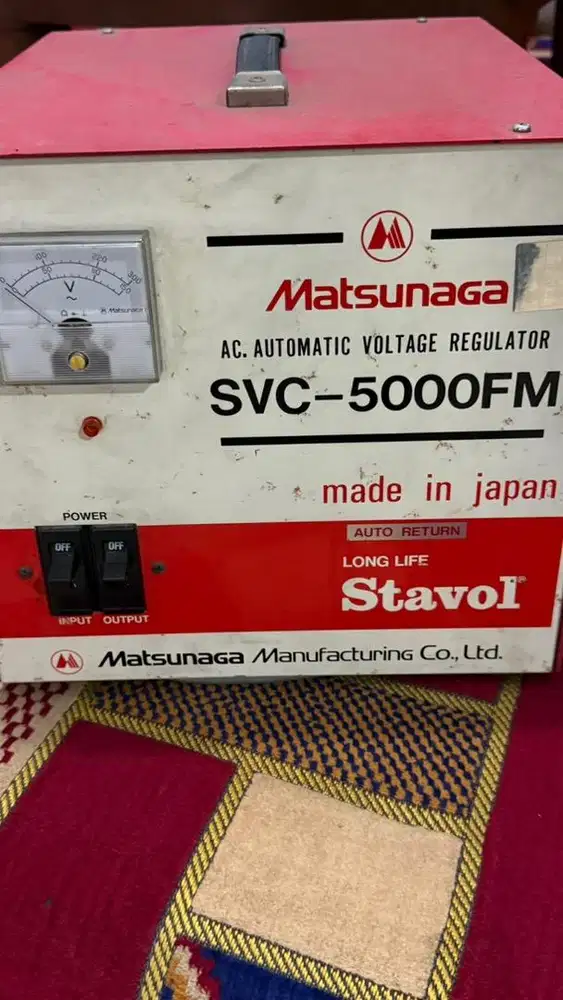 Matsunaga
AC. AUTOMATIC VOLTAGE REGULATOR
SVC-5000FM
made in japan
V
Matsunaga
POWER
OFF OFF
INPUT OUTPUT
AUTO RETURN
LONG LIFE
Stavol
Matsunaga Manufacturing Co., Ltd.